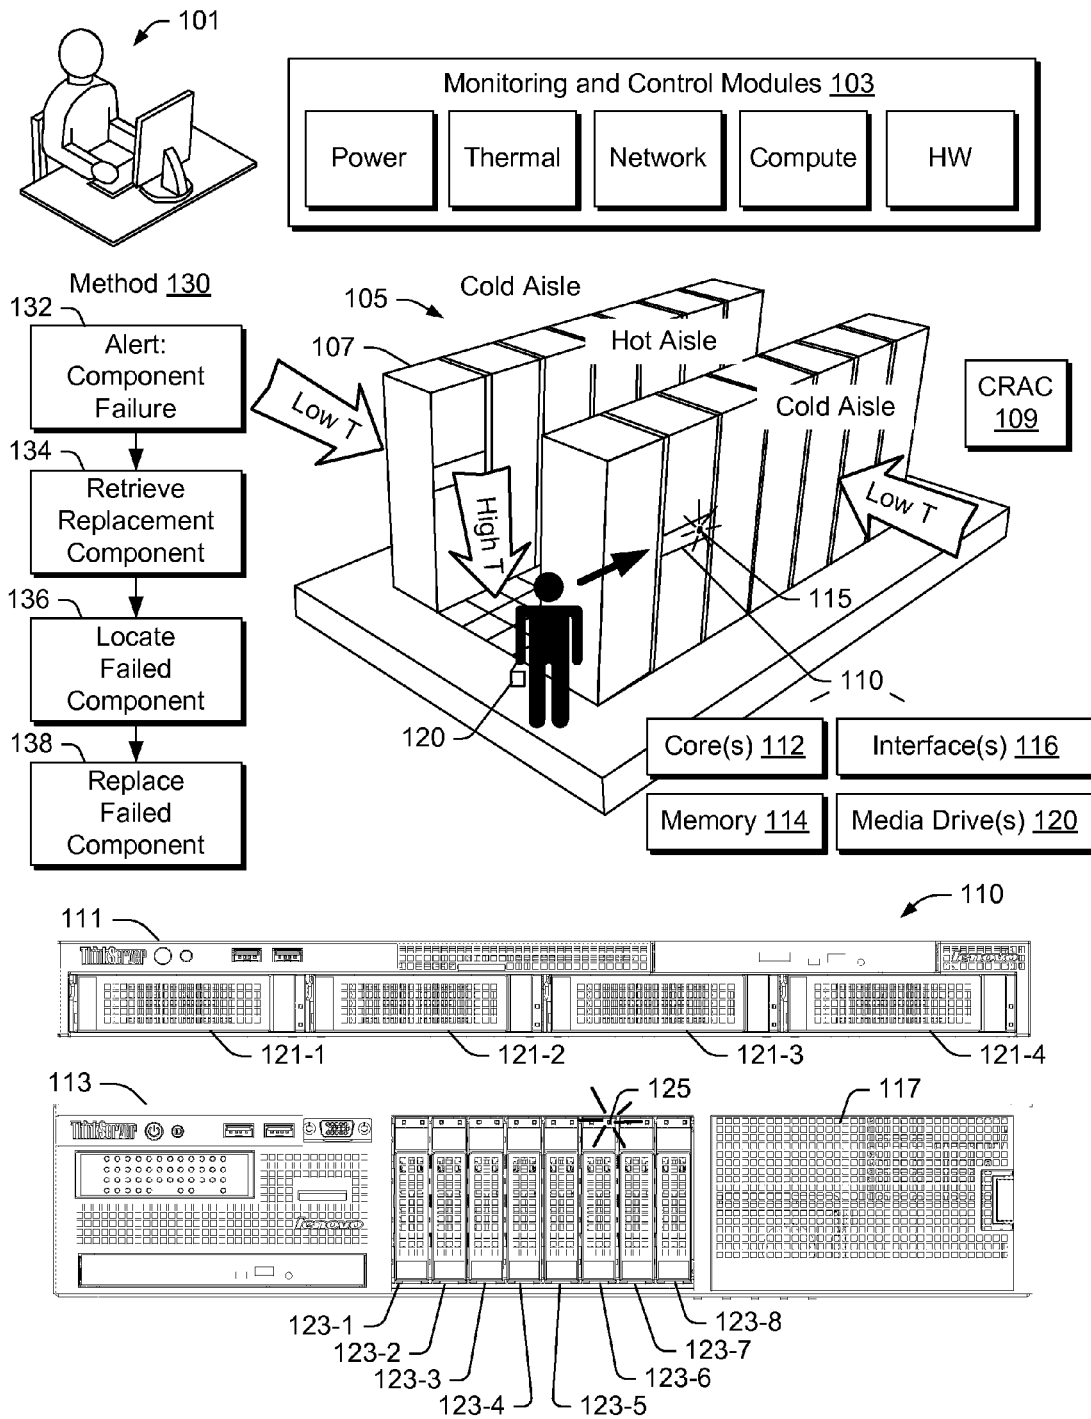 101
Monitoring and Control Modules 103
Power
Thermal
Network
Compute
HW
Method 130
132
Alert:
Component
Failure
134
Retrieve
Replacement
Component
136
Locate
Failed
Component
138
Replace
Failed
Component
105
Cold Aisle
107
Hot Aisle
Cold Aisle
Low T
High T
Low T
CRAC
109
115
110
120
Core(s) 112
Interface(s) 116
Memory 114
Media Drive(s) 120
110
111
ThinkServer
Lenovo
121-1
121-2
121-3
121-4
113
125
117
ThinkServer
Lenovo
123-1
123-2
123-3
123-4
123-5
123-6
123-7
123-8